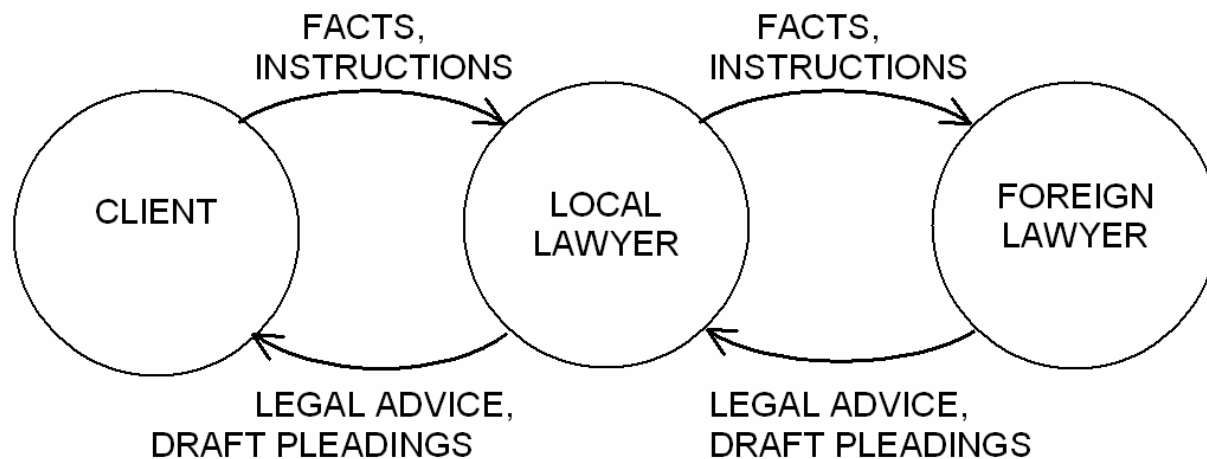 FACTS,
INSTRUCTIONS
FACTS,
INSTRUCTIONS
CLIENT
LOCAL
LAWYER
FOREIGN
LAWYER
LEGAL ADVICE,
DRAFT PLEADINGS
LEGAL ADVICE,
DRAFT PLEADINGS